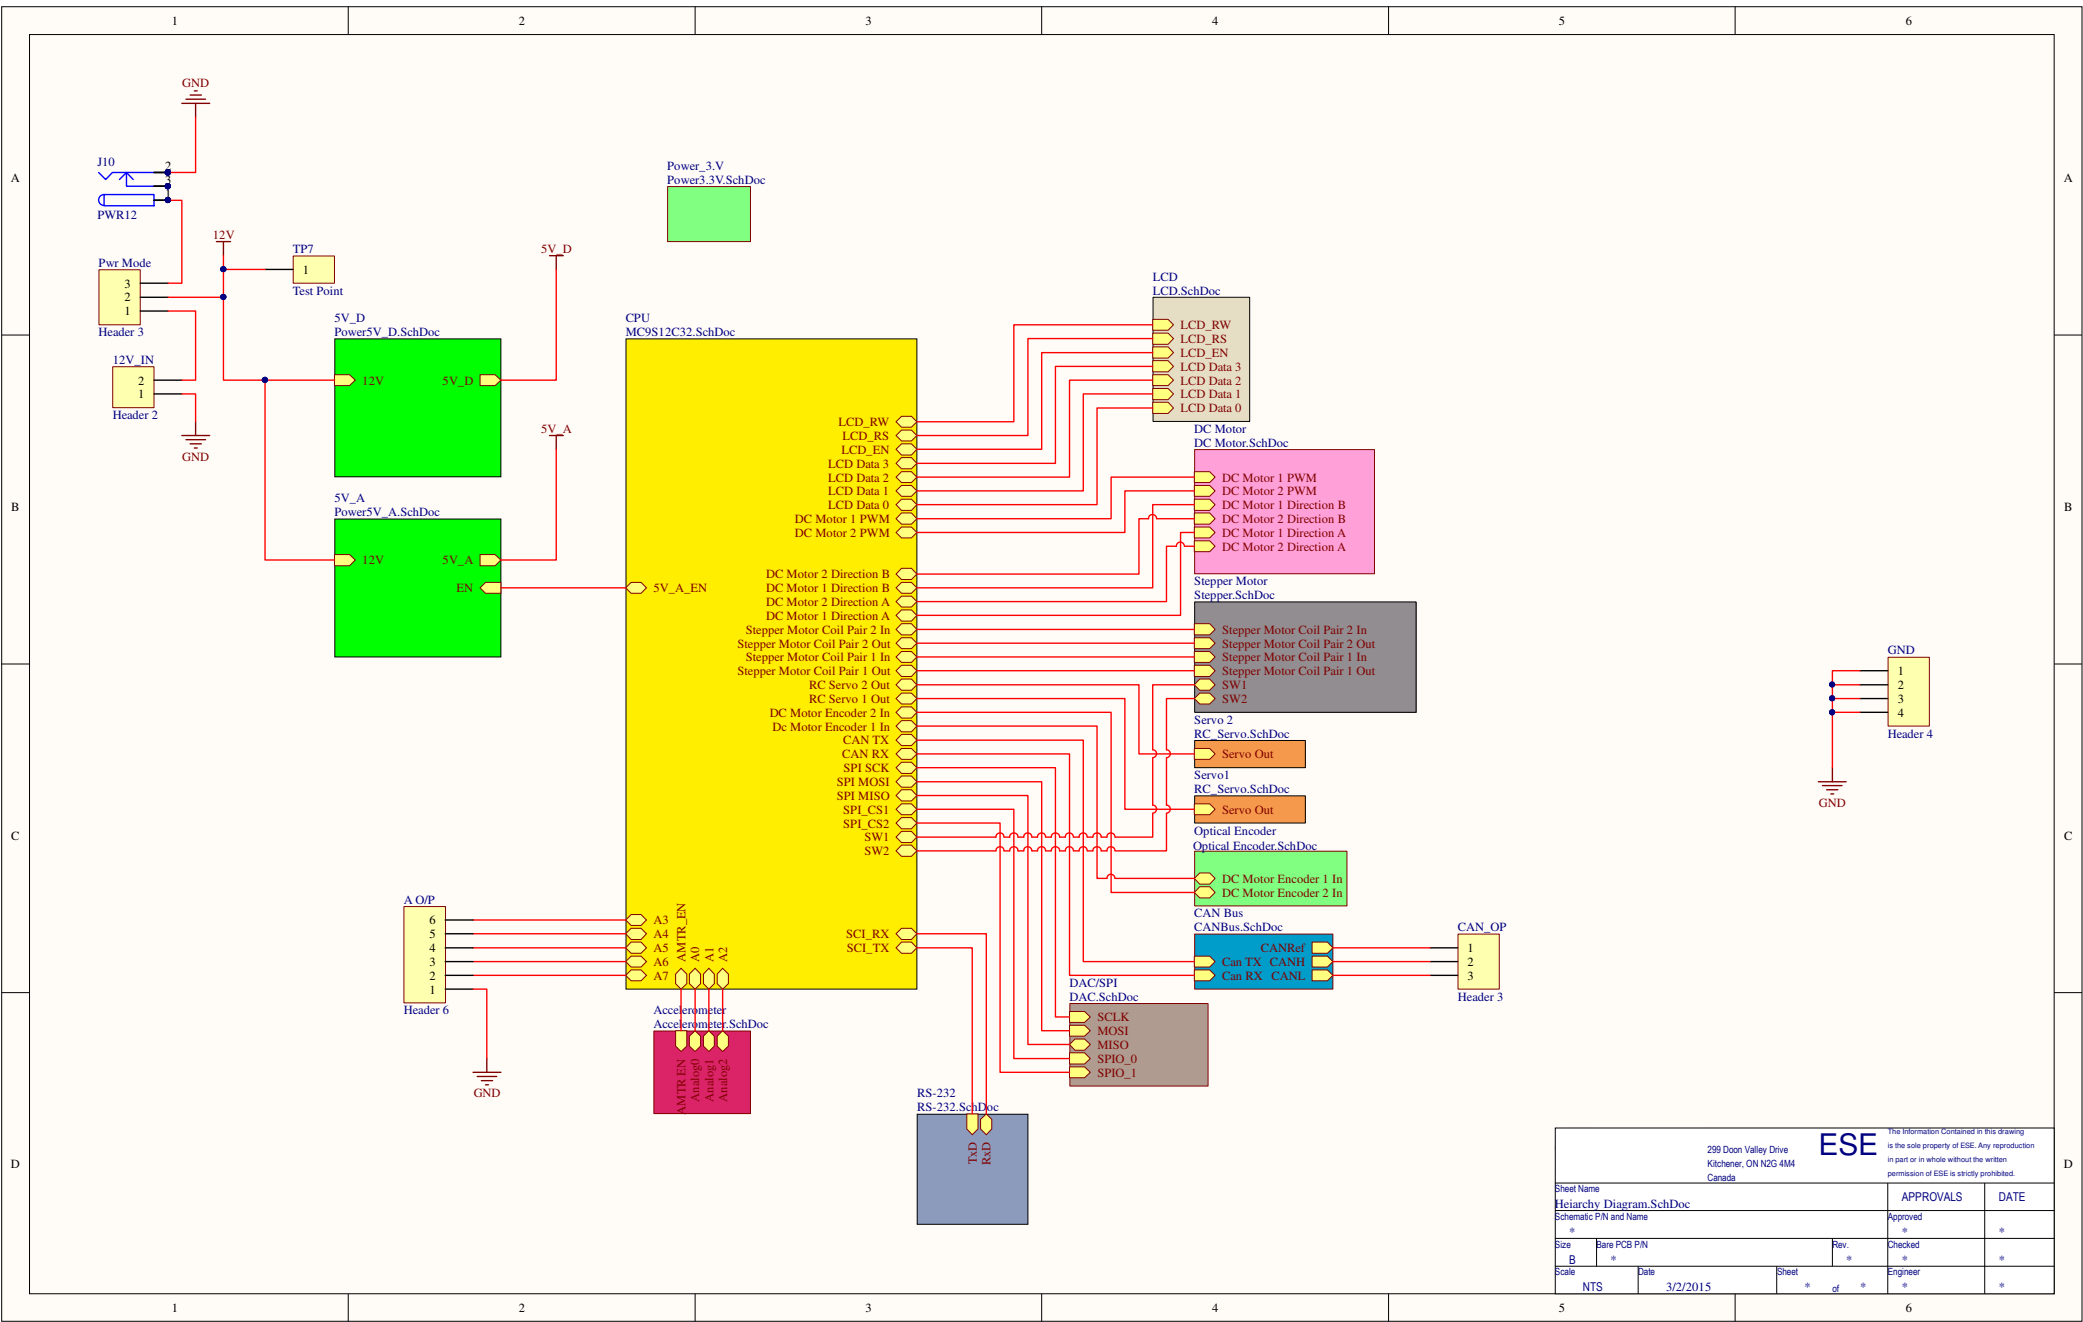 1 2 3 4 5 6
A
B
C
D
A
B
C
D
GND
J10
2
3
PWR12
12V
TP7
1
Test Point
Pwr Mode
3
2
1
Header 3
12V_IN
2
1
Header 2
GND
5V_D
Power5V_D.SchDoc
12V 5V_D
5V_D
5V_A
Power5V_A.SchDoc
12V 5V_A
EN
5V_A
Power_3.V
Power3.3V.SchDoc
CPU
MC9S12C32.SchDoc
5V_A_EN
LCD_RW
LCD_RS
LCD_EN
LCD Data 3
LCD Data 2
LCD Data 1
LCD Data 0
DC Motor 1 PWM
DC Motor 2 PWM
DC Motor 2 Direction B
DC Motor 1 Direction B
DC Motor 2 Direction A
DC Motor 1 Direction A
Stepper Motor Coil Pair 2 In
Stepper Motor Coil Pair 2 Out
Stepper Motor Coil Pair 1 In
Stepper Motor Coil Pair 1 Out
RC Servo 2 Out
RC Servo 1 Out
DC Motor Encoder 2 In
Dc Motor Encoder 1 In
CAN TX
CAN RX
SPI SCK
SPI MOSI
SPI MISO
SPI_CS1
SPI_CS2
SW1
SW2
SCI_RX
SCI_TX
A3
A4
A5
A6
A7
AMTR_EN
A0
A1
A2
A O/P
6
5
4
3
2
1
Header 6
GND
Accelerometer
Accelerometer.SchDoc
AMTR EN
Analog0
Analog1
Analog2
RS-232
RS-232.SchDoc
TxD
RxD
LCD
LCD.SchDoc
LCD_RW
LCD_RS
LCD_EN
LCD Data 3
LCD Data 2
LCD Data 1
LCD Data 0
DC Motor
DC Motor.SchDoc
DC Motor 1 PWM
DC Motor 2 PWM
DC Motor 1 Direction B
DC Motor 2 Direction B
DC Motor 1 Direction A
DC Motor 2 Direction A
Stepper Motor
Stepper.SchDoc
Stepper Motor Coil Pair 2 In
Stepper Motor Coil Pair 2 Out
Stepper Motor Coil Pair 1 In
Stepper Motor Coil Pair 1 Out
SW1
SW2
Servo 2
RC_Servo.SchDoc
Servo Out
Servo1
RC_Servo.SchDoc
Servo Out
Optical Encoder
Optical Encoder.SchDoc
DC Motor Encoder 1 In
DC Motor Encoder 2 In
CAN Bus
CANBus.SchDoc
CANRef
Can TX CANH
Can RX CANL
CAN_OP
1
2
3
Header 3
DAC/SPI
DAC.SchDoc
SCLK
MOSI
MISO
SPIO_0
SPIO_1
GND
1
2
3
4
Header 4
GND
299 Doon Valley Drive
Kitchener, ON N2G 4M4
Canada
ESE
The Information Contained in this drawing
is the sole property of ESE. Any reproduction
in part or in whole without the written
permission of ESE is strictly prohibited.
Sheet Name
Heiarchy Diagram.SchDoc
APPROVALS DATE
Schematic P/N and Name
*
Approved
* *
Size
B
Bare PCB P/N
*
Rev.
*
Checked
* *
Scale
NTS
Date
3/2/2015
Sheet
* of *
Engineer
* *
1 2 3 4 5 6